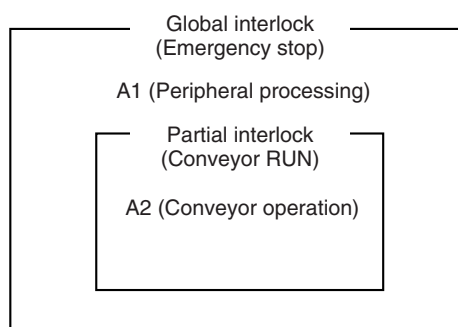 Global interlock
(Emergency stop)
A1 (Peripheral processing)
Partial interlock
(Conveyor RUN)
A2 (Conveyor operation)